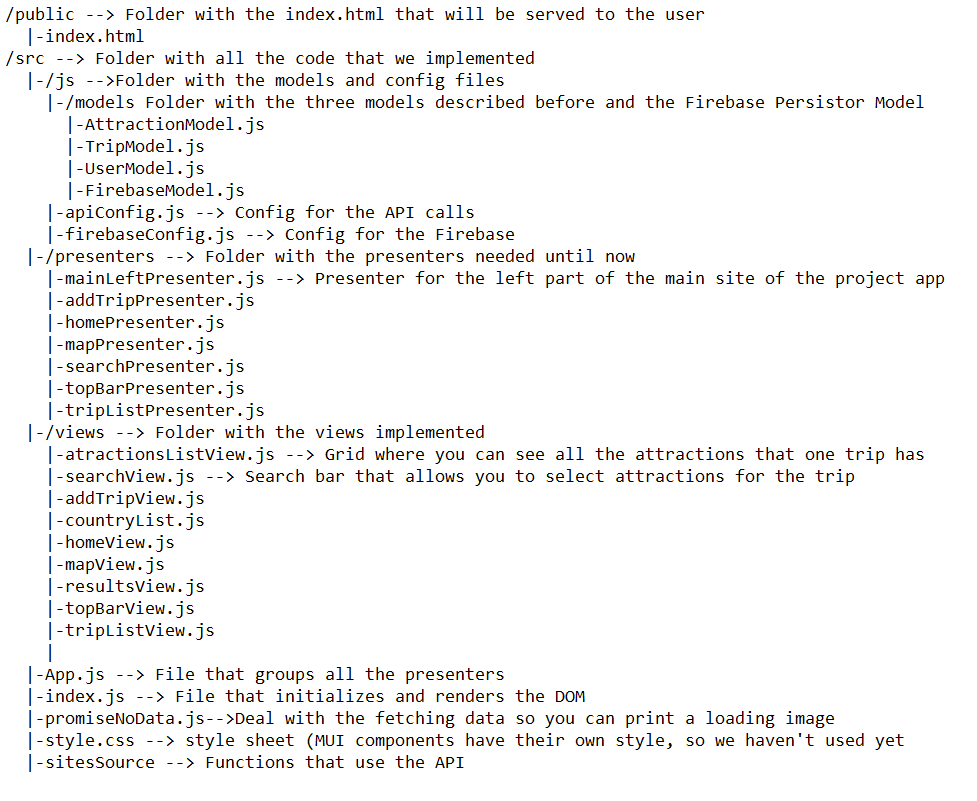 /public --> Folder with the index.html that will be served to the user
  |-index.html
/src --> Folder with all the code that we implemented
  |-/js -->Folder with the models and config files
    |-/models Folder with the three models described before and the Firebase Persistor Model
      |-AttractionModel.js
      |-TripModel.js
      |-UserModel.js
      |-FirebaseModel.js
    |-apiConfig.js --> Config for the API calls
    |-firebaseConfig.js --> Config for the Firebase
  |-/presenters --> Folder with the presenters needed until now
    |-mainLeftPresenter.js --> Presenter for the left part of the main site of the project app
    |-addTripPresenter.js
    |-homePresenter.js
    |-mapPresenter.js
    |-searchPresenter.js
    |-topBarPresenter.js
    |-tripListPresenter.js
  |-/views --> Folder with the views implemented
    |-atractionsListView.js --> Grid where you can see all the attractions that one trip has
    |-searchView.js --> Search bar that allows you to select attractions for the trip
    |-addTripView.js
    |-countryList.js
    |-homeView.js
    |-mapView.js
    |-resultsView.js
    |-topBarView.js
    |-tripListView.js
    |
  |-App.js --> File that groups all the presenters
  |-index.js --> File that initializes and renders the DOM
  |-promiseNoData.js-->Deal with the fetching data so you can print a loading image
  |-style.css --> style sheet (MUI components have their own style, so we haven't used yet
  |-sitesSource --> Functions that use the API